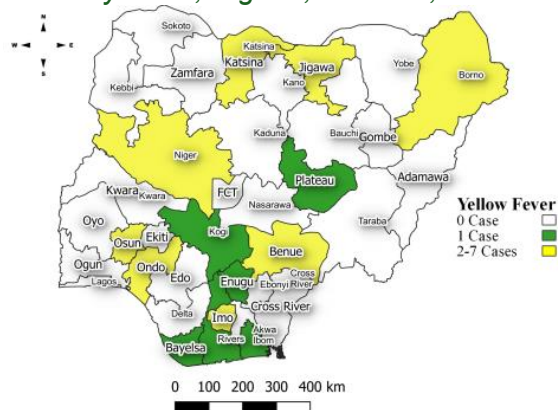 N
W E
S
Sokoto
Katsina
Katsina
Jigawa
Yobe
Borno
Zamfara
Kebbi
Kano
Kaduna
Bauchi
Gombe
Niger
Plateau
Adamawa
FCT
Kwara
Kwara
Nasarawa
Taraba
Oyo
Kogi
Osun
Ekiti
Benue
Ogun
Ondo
Edo
Enugu
Ebonyi
Cross
River
Lagos
Cross River
Delta
Imo
Akwa
Ibom
Rivers
Bayelsa
Yellow Fever
0 Case
1 Case
2-7 Cases
0 100 200 300 400 km